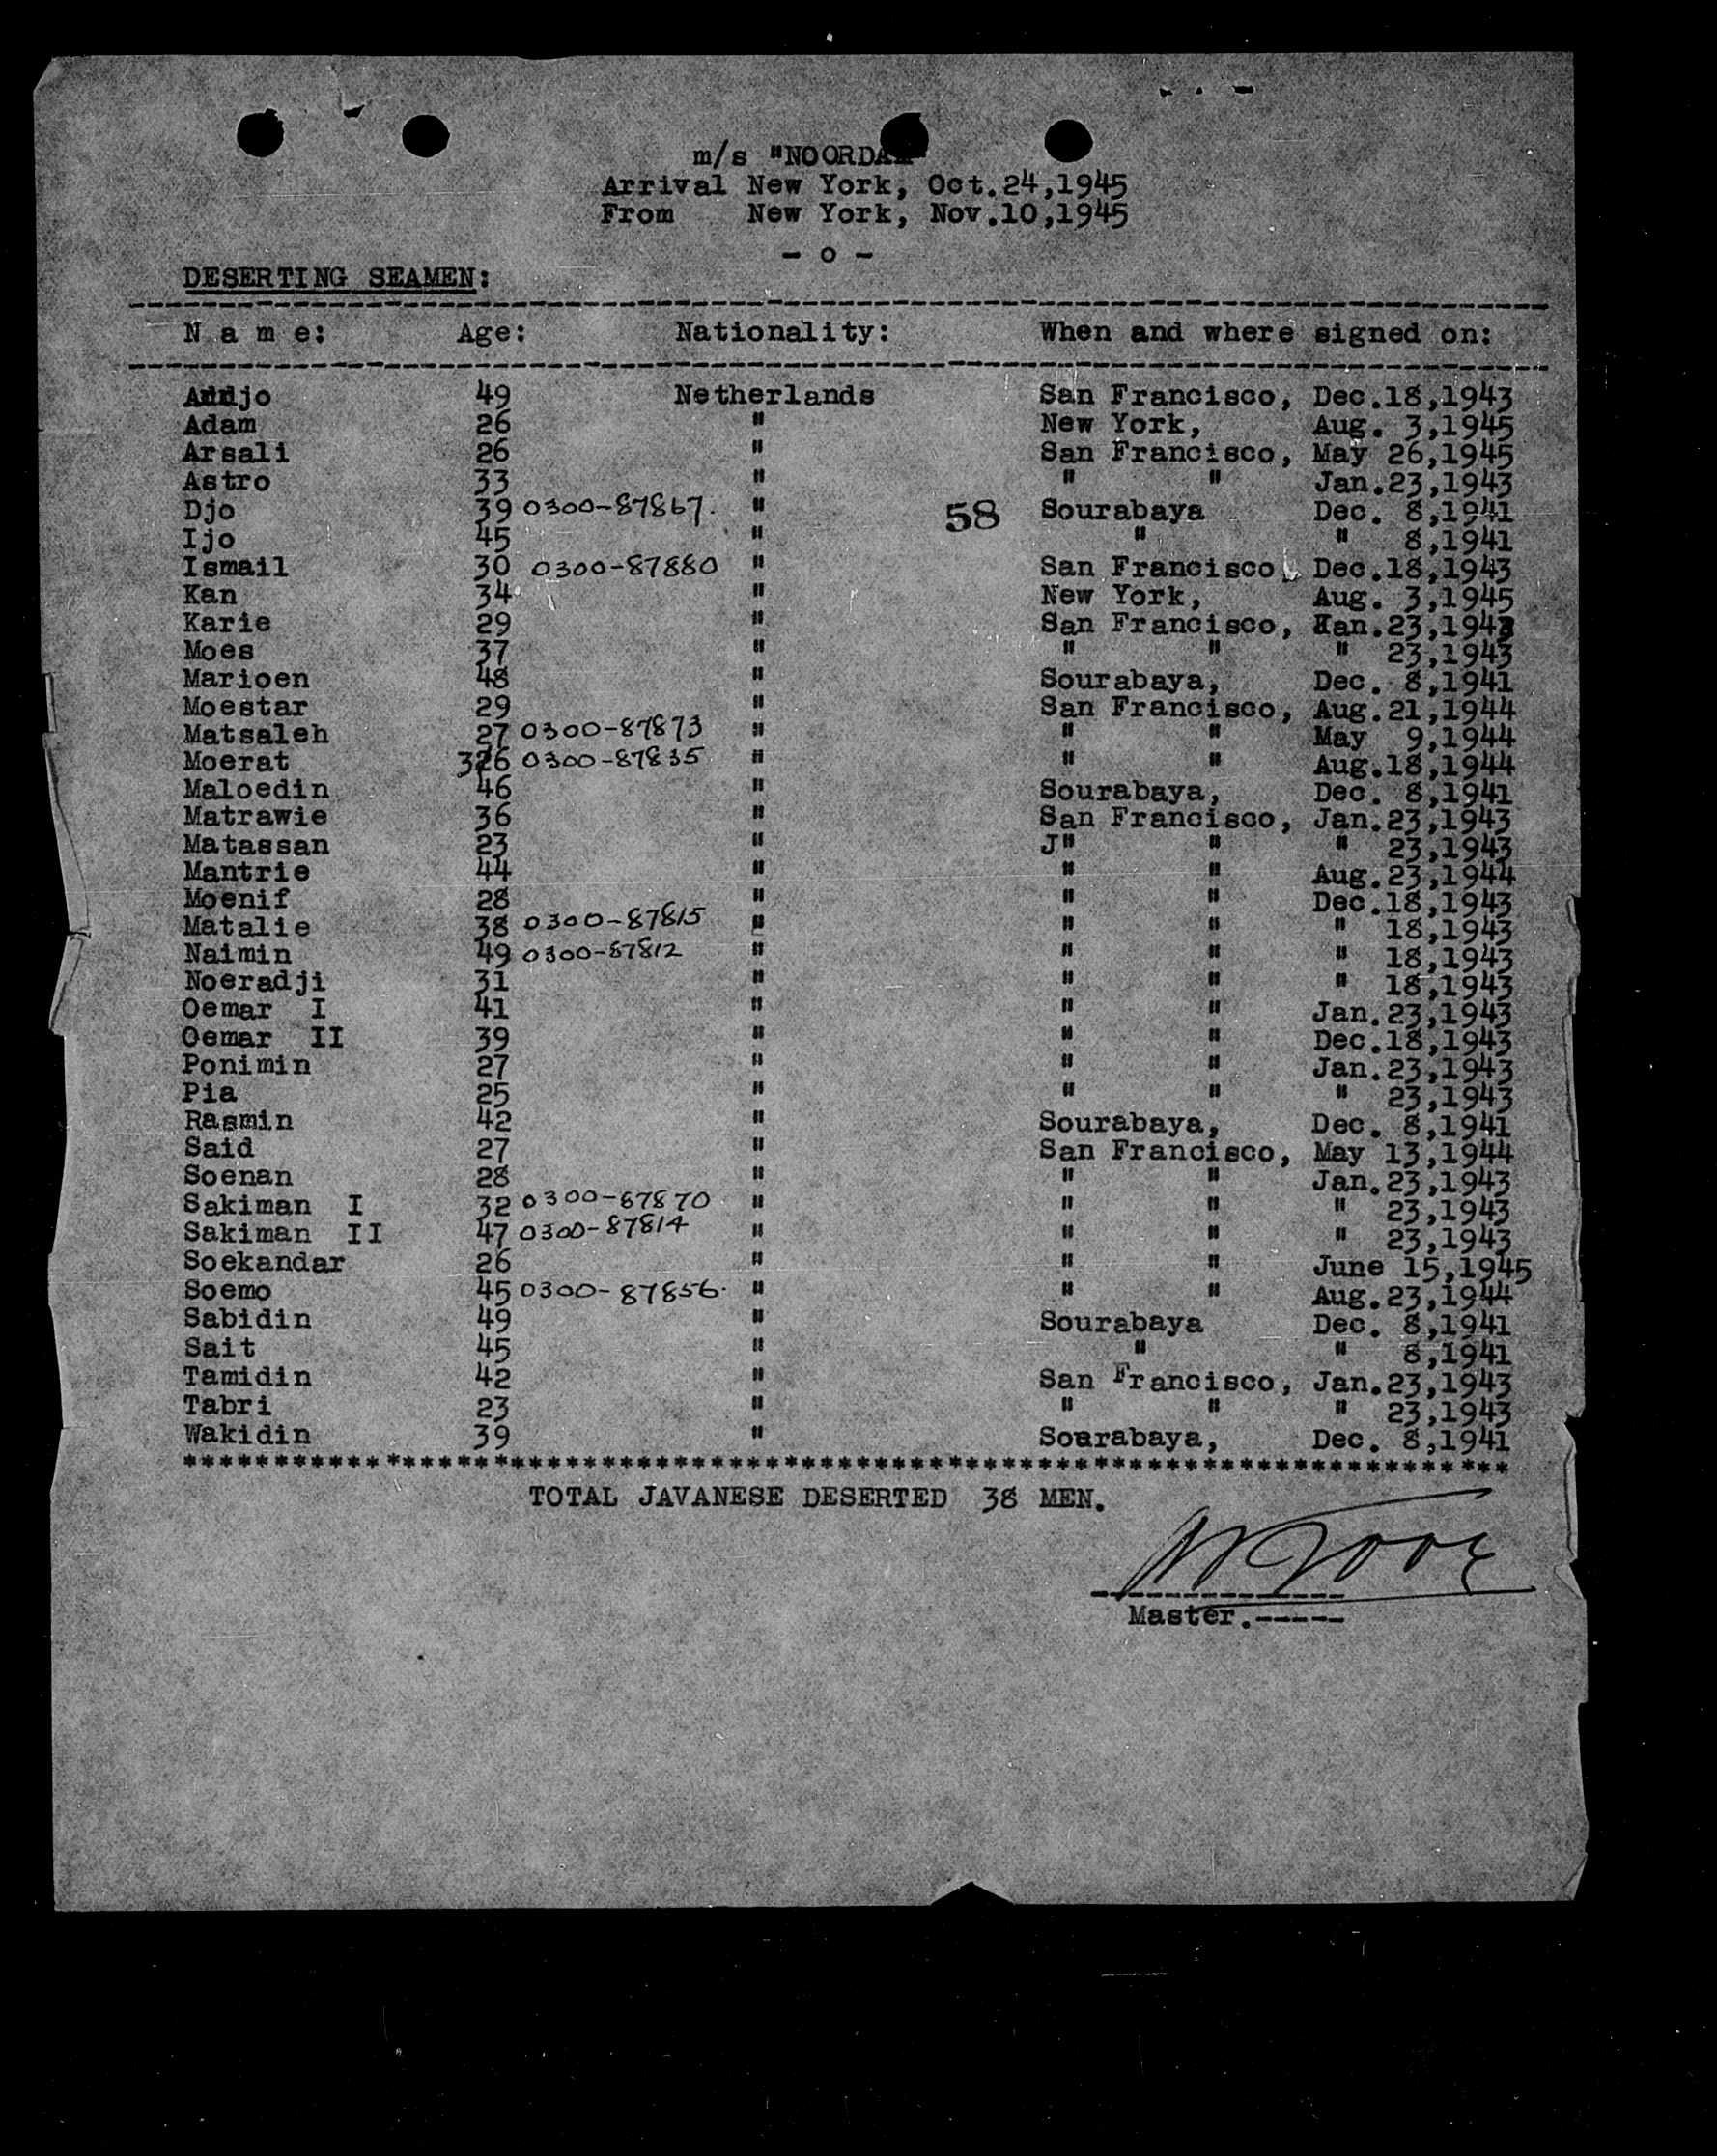 m/s "NOORDAM"
Arrival New York, Oct.24,1945
From New York, Nov.10,1945
- o -
DESERTING SEAMEN:
N a m e: Age: Nationality: When and where signed on:
Anndjo 49 Netherlands San Francisco, Dec.18,1943
Adam 26 " New York, Aug. 3,1945
Arsali 26 " San Francisco, May 26,1945
Astro 33 " " " Jan.23,1943
Djo 39 0300-87867. " 58 Sourabaya Dec. 8,1941
Ijo 45 " " " 8,1941
Ismail 30 0300-87880 " San Francisco, Dec.18,1943
Kan 34 " New York, Aug. 3,1945
Karie 29 " San Francisco, Jan.23,1943
Moes 37 " " " " 23,1943
Marioen 48 " Sourabaya, Dec. 8,1941
Moestar 29 " San Francisco, Aug.21,1944
Matsaleh 27 0300-87873 " " " May 9,1944
Moerat 326 0300-87835 " " " Aug.18,1944
Maloedin 46 " Sourabaya, Dec. 8,1941
Matrawie 36 " San Francisco, Jan.23,1943
Matassan 23 " J" " " 23,1943
Mantrie 44 " " " Aug.23,1944
Moenif 28 " " " Dec.18,1943
Matalie 38 0300-87815 " " " " 18,1943
Naimin 49 0300-87812 " " " " 18,1943
Noeradji 31 " " " " 18,1943
Oemar I 41 " " " Jan.23,1943
Oemar II 39 " " " Dec.18,1943
Ponimin 27 " " " Jan.23,1943
Pia 25 " " " " 23,1943
Rasmin 42 " Sourabaya, Dec. 8,1941
Said 27 " San Francisco, May 13,1944
Soenan 28 " " " Jan.23,1943
Sakiman I 32 0300-87870 " " " " 23,1943
Sakiman II 47 0300-87814 " " " " 23,1943
Soekandar 26 " " " June 15,1945
Soemo 45 0300-87856. " " " Aug.23,1944
Sabidin 49 " Sourabaya Dec. 8,1941
Sait 45 " " " 8,1941
Tamidin 42 " San Francisco, Jan.23,1943
Tabri 23 " " " " 23,1943
Wakidin 39 " Sourabaya, Dec. 8,1941
TOTAL JAVANESE DESERTED 38 MEN.
Master.-----